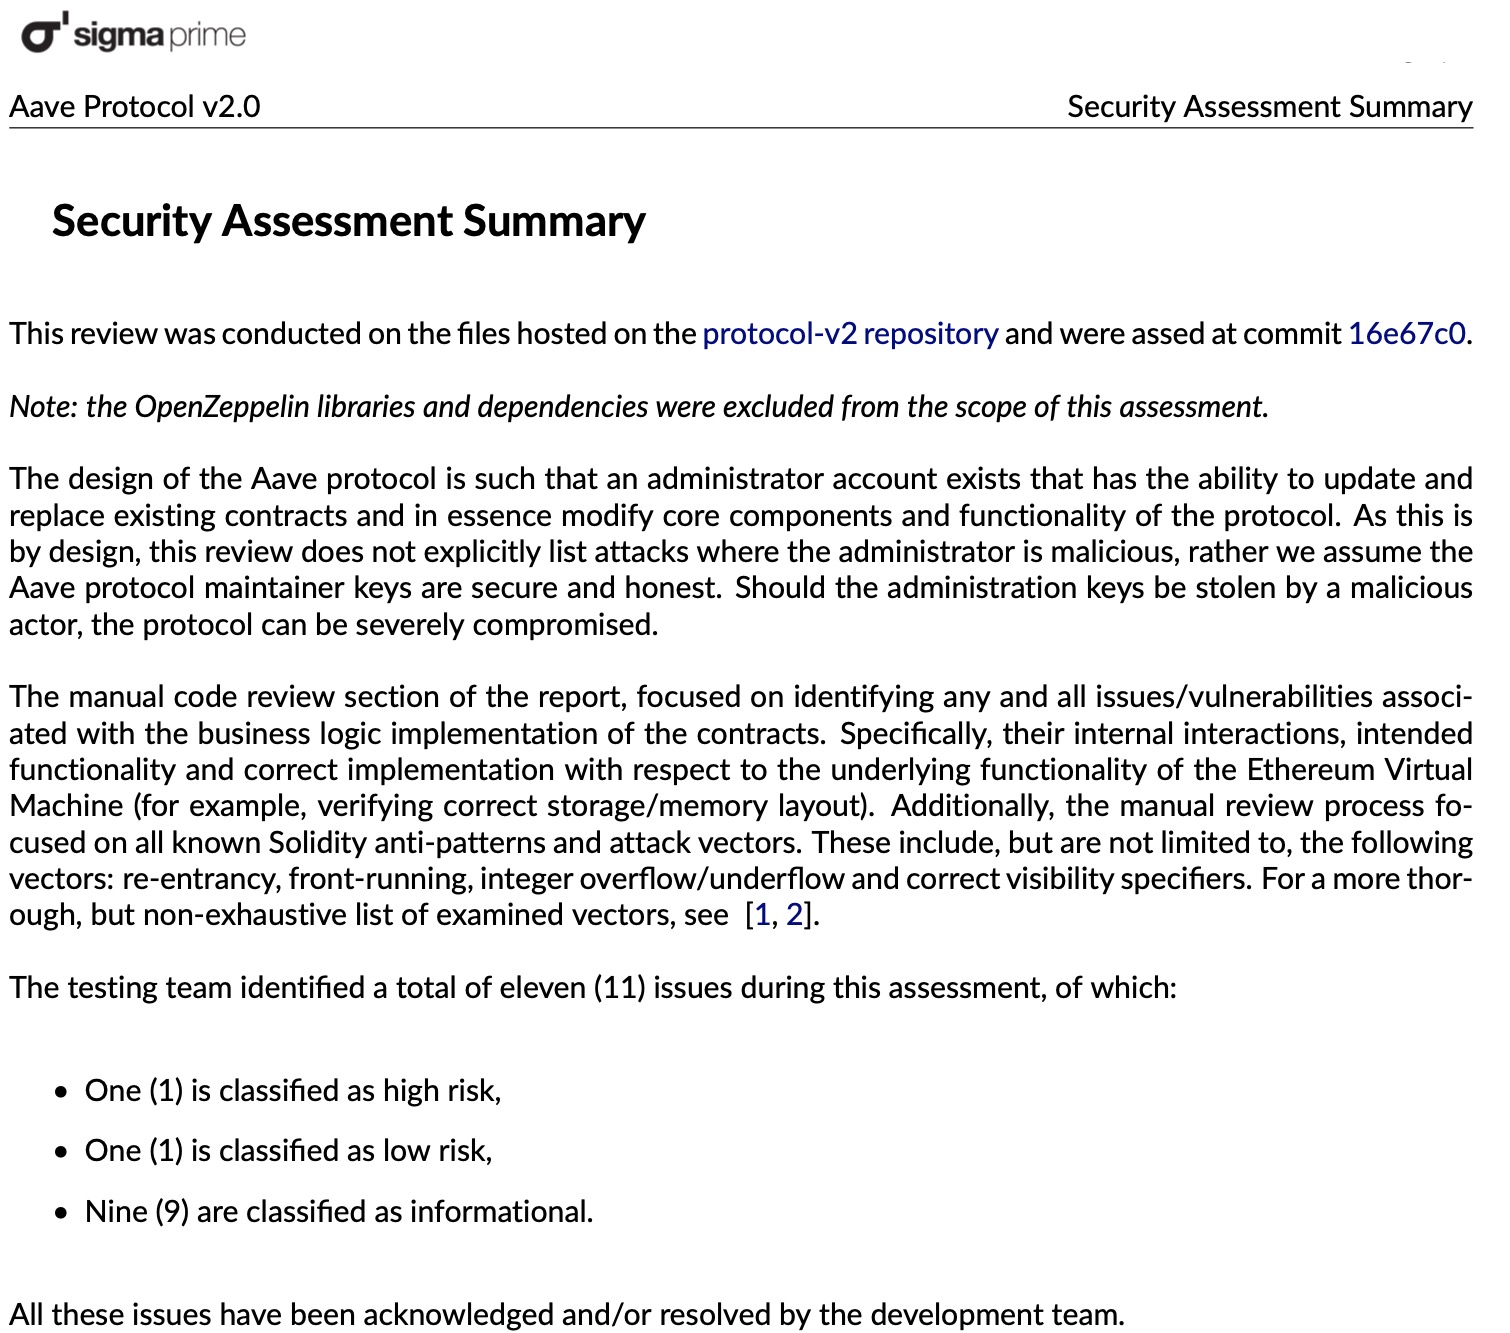 σ' sigma prime
Aave Protocol v2.0 Security Assessment Summary
Security Assessment Summary
This review was conducted on the files hosted on the protocol-v2 repository and were assed at commit 16e67c0.
Note: the OpenZeppelin libraries and dependencies were excluded from the scope of this assessment.
The design of the Aave protocol is such that an administrator account exists that has the ability to update and
replace existing contracts and in essence modify core components and functionality of the protocol. As this is
by design, this review does not explicitly list attacks where the administrator is malicious, rather we assume the
Aave protocol maintainer keys are secure and honest. Should the administration keys be stolen by a malicious
actor, the protocol can be severely compromised.
The manual code review section of the report, focused on identifying any and all issues/vulnerabilities associ-
ated with the business logic implementation of the contracts. Specifically, their internal interactions, intended
functionality and correct implementation with respect to the underlying functionality of the Ethereum Virtual
Machine (for example, verifying correct storage/memory layout). Additionally, the manual review process fo-
cused on all known Solidity anti-patterns and attack vectors. These include, but are not limited to, the following
vectors: re-entrancy, front-running, integer overflow/underflow and correct visibility specifiers. For a more thor-
ough, but non-exhaustive list of examined vectors, see [1, 2].
The testing team identified a total of eleven (11) issues during this assessment, of which:
• One (1) is classified as high risk,
• One (1) is classified as low risk,
• Nine (9) are classified as informational.
All these issues have been acknowledged and/or resolved by the development team.